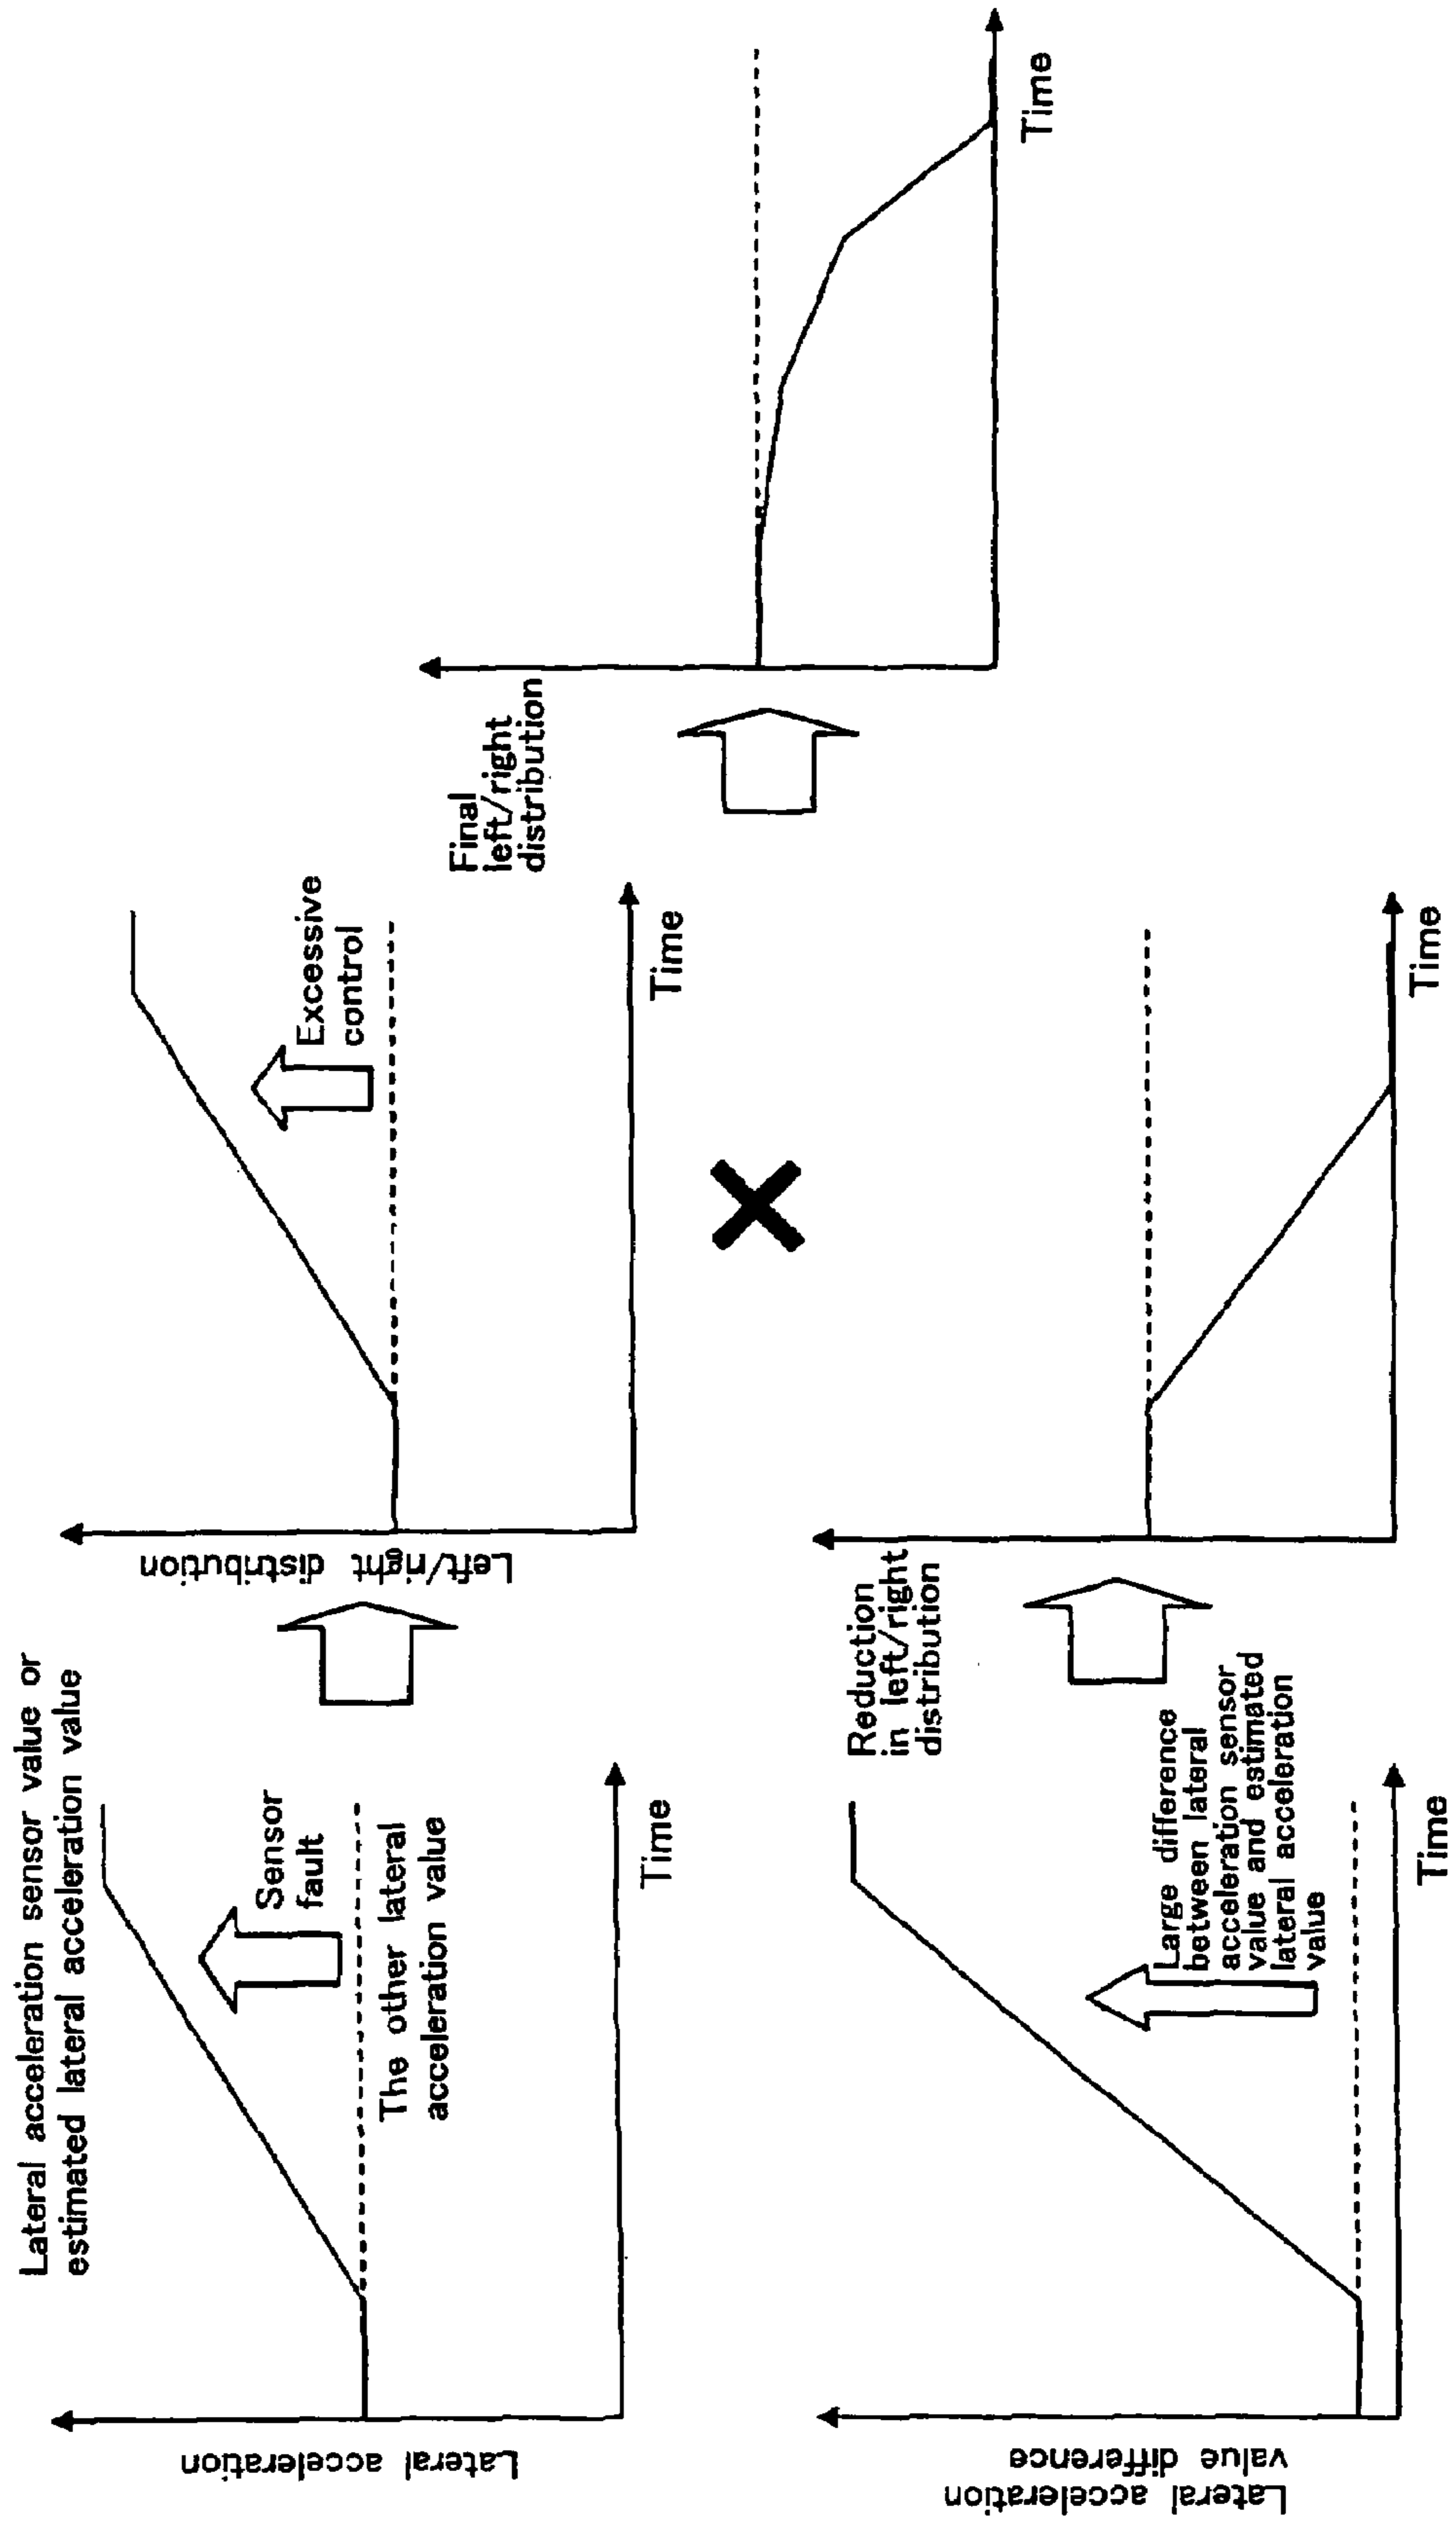 Lateral acceleration sensor value or
estimated lateral acceleration value
Lateral acceleration
Sensor
fault
The other lateral
acceleration value
Time
Left/right distribution
Excessive
control
Time
Lateral acceleration
value difference
Large difference
between lateral
acceleration sensor
value and estimated
lateral acceleration
value
Time
Reduction
in left/right
distribution
Time
Final
left/right
distribution
Time